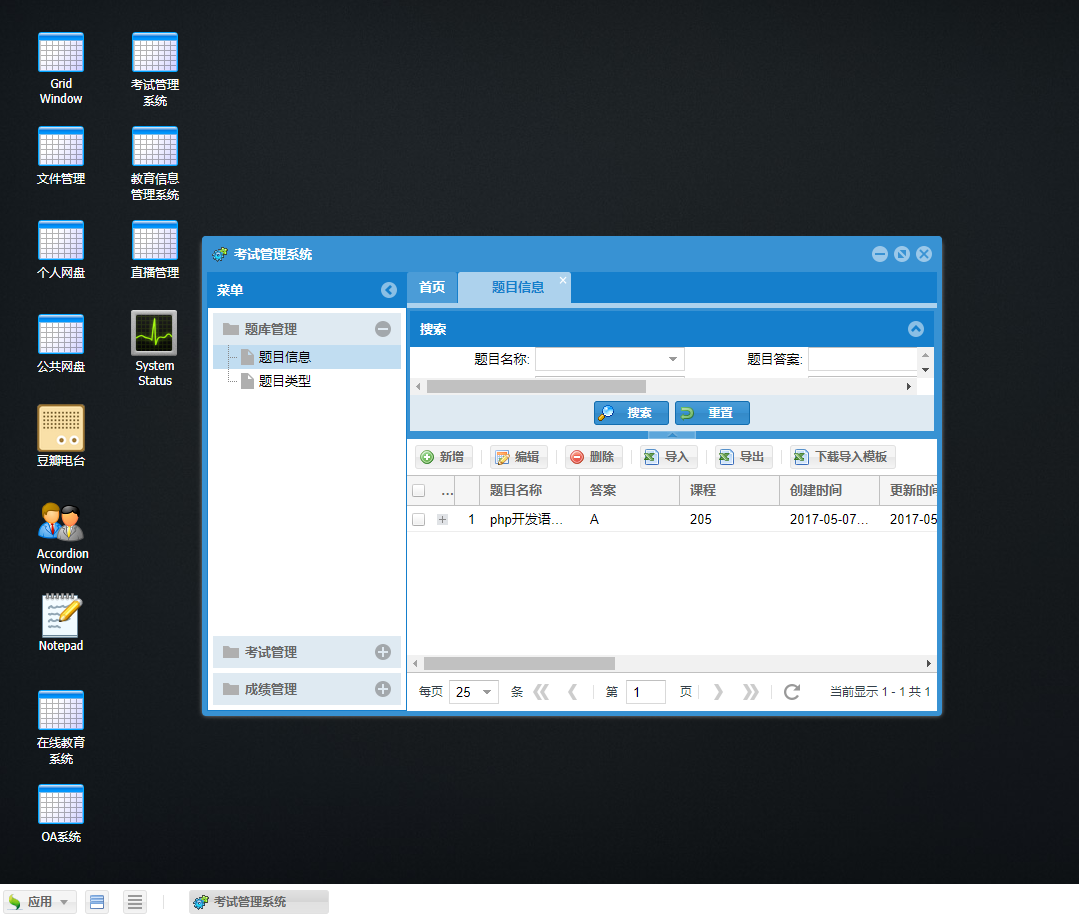 Grid
Window
考试管理
系统
文件管理
教育信息
管理系统
个人网盘
直播管理
公共网盘
System
Status
豆瓣电台
Accordion
Window
Notepad
在线教育
系统
OA系统
考试管理系统
菜单
题库管理
题目信息
题目类型
考试管理
成绩管理
首页 题目信息
搜索
题目名称: 题目答案:
搜索 重置
新增 编辑 删除 导入 导出 下载导入模板
... 题目名称 答案 课程 创建时间 更新时间
1 php开发语... A 205 2017-05-07... 2017-05
每页 25 条 第 1 页 当前显示 1 - 1 共 1
应用 考试管理系统